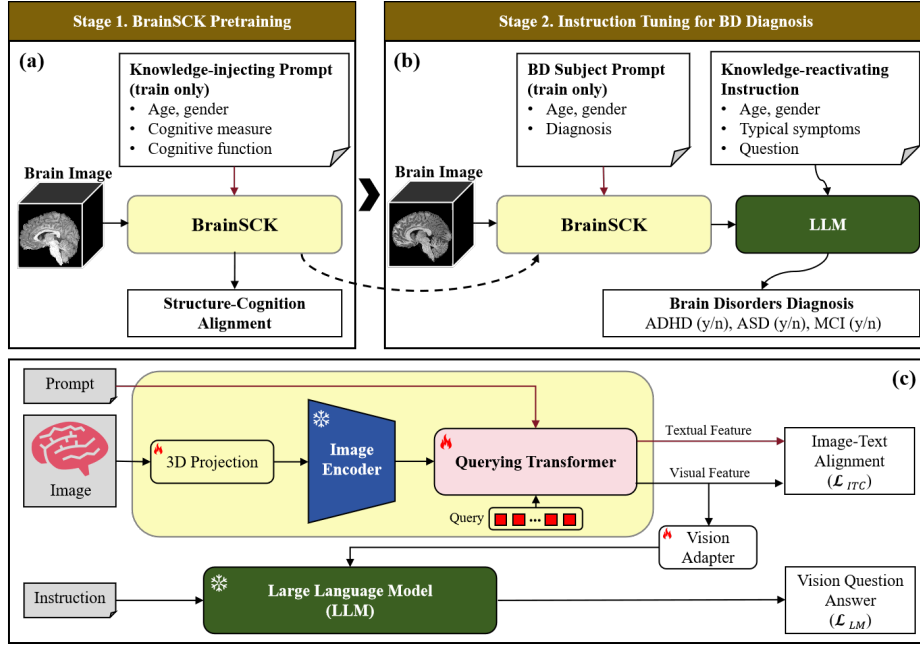 Stage 1. BrainSCK Pretraining
(a)
Knowledge-injecting Prompt
(train only)
• Age, gender
• Cognitive measure
• Cognitive function
Brain Image
BrainSCK
Structure-Cognition
Alignment
Stage 2. Instruction Tuning for BD Diagnosis
(b)
BD Subject Prompt
(train only)
• Age, gender
• Diagnosis
Knowledge-reactivating
Instruction
• Age, gender
• Typical symptoms
• Question
Brain Image
BrainSCK
LLM
Brain Disorders Diagnosis
ADHD (y/n), ASD (y/n), MCI (y/n)
(c)
Prompt
Image
3D Projection
Image
Encoder
Querying Transformer
Query
...
Textual Feature
Visual Feature
Image-Text
Alignment
(𝓛 ITC)
Vision
Adapter
Instruction
Large Language Model
(LLM)
Vision Question
Answer
(𝓛 LM)